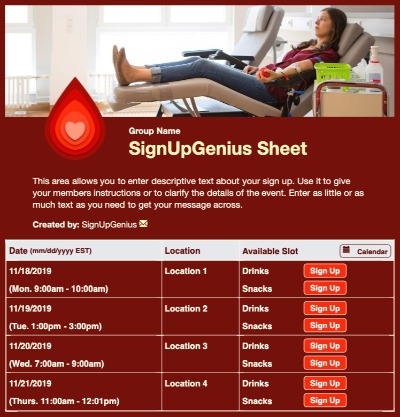 Group Name
SignUpGenius Sheet
This area allows you to enter descriptive text about your sign up. Use it to give
your members instructions or to clarify the details of the event. Enter as little or as
much text as you need to get your message across.
Created by: SignUpGenius
Date (mm/dd/yyyy EST) Location Available Slot Calendar
11/18/2019 Location 1 Drinks Sign Up
(Mon. 9:00am - 10:00am) Snacks Sign Up
11/19/2019 Location 2 Drinks Sign Up
(Tue. 1:00pm - 3:00pm) Snacks Sign Up
11/20/2019 Location 3 Drinks Sign Up
(Wed. 7:00am - 9:00am) Snacks Sign Up
11/21/2019 Location 4 Drinks Sign Up
(Thurs. 11:00am - 12:01pm) Snacks Sign Up